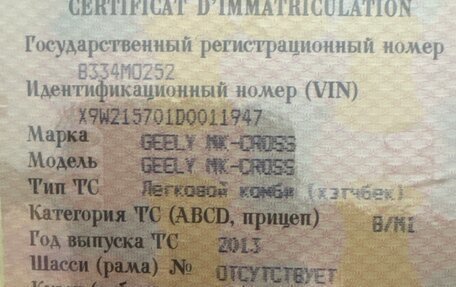 CERTIFICAT D'IMMATRICULATION
Государственный регистрационный номер
В334МО252
Идентификационный номер (VIN)
X9W215701D0011947
Марка GEELY MK-CROSS
Модель GEELY MK-CROSS
Тип ТС Легковой комби (хэтчбек)
Категория ТС (ABCD, прицеп) B/M1
Год выпуска ТС 2013
Шасси (рама) № ОТСУТСТВУЕТ